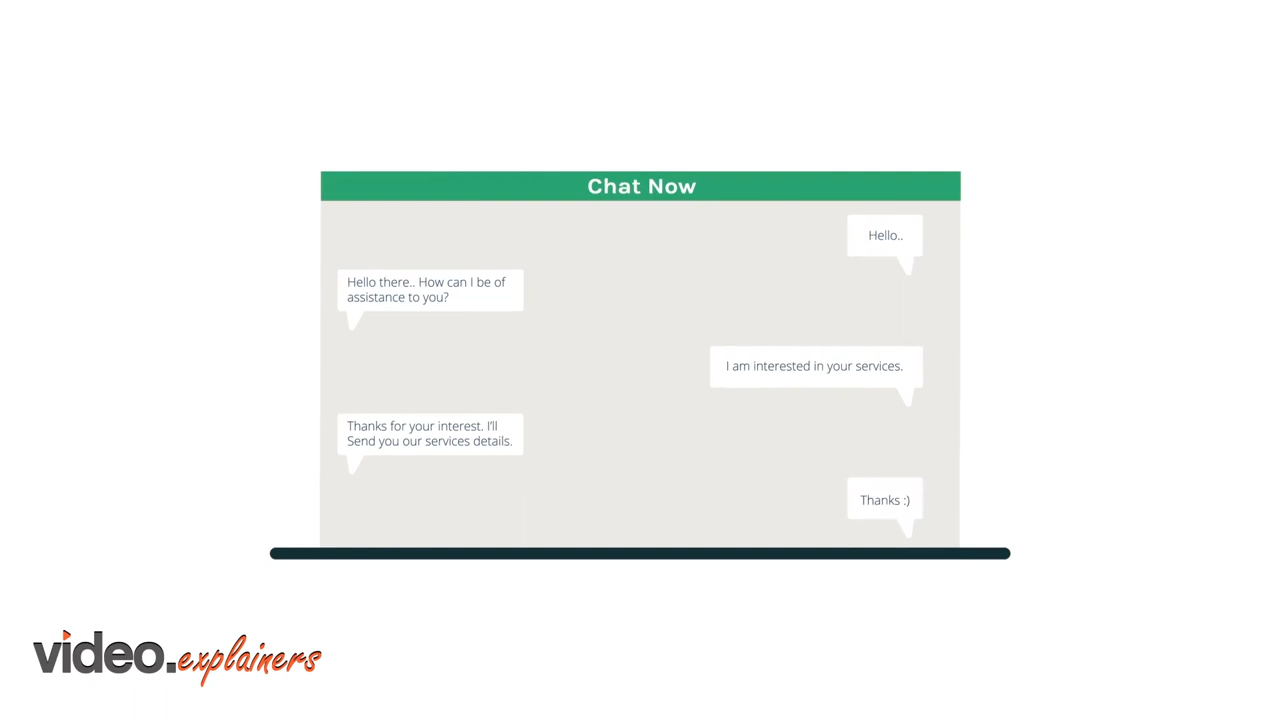 Chat Now
Hello..
Hello there.. How can I be of
assistance to you?
I am interested in your services.
Thanks for your interest. I'll
Send you our services details.
Thanks :)
video.explainers